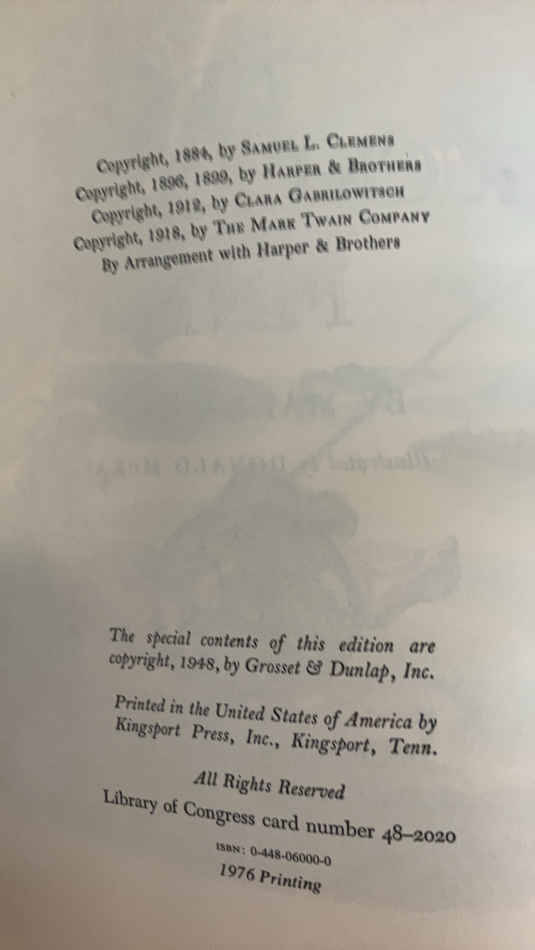 Copyright, 1884, by SAMUEL L. CLEMENS
Copyright, 1896, 1899, by HARPER & BROTHERS
Copyright, 1912, by CLARA GABRILOWITSCH
Copyright, 1918, by THE MARK TWAIN COMPANY
By Arrangement with Harper & Brothers
The special contents of this edition are
copyright, 1948, by Grosset & Dunlap, Inc.
Printed in the United States of America by
Kingsport Press, Inc., Kingsport, Tenn.
All Rights Reserved
Library of Congress card number 48–2020
ISBN: 0-448-06000-0
1976 Printing